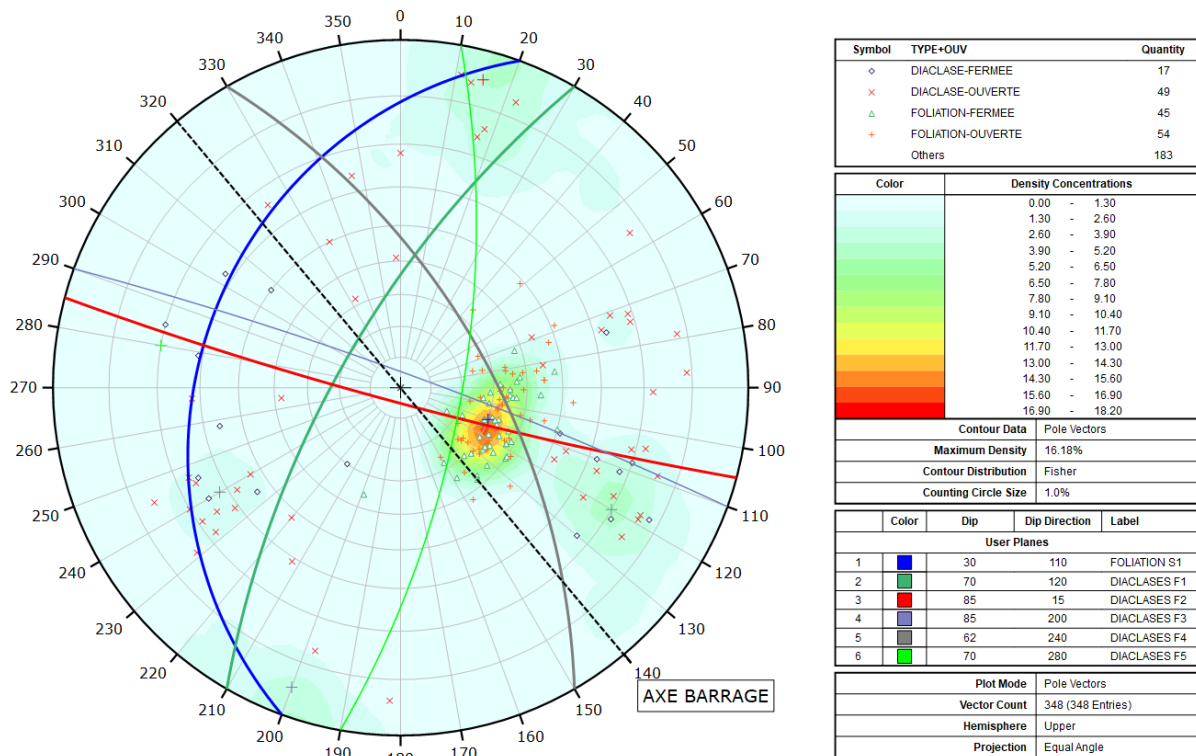 0
10
20
30
40
50
60
70
80
90
100
110
120
130
140
150
160
170
180
190
200
210
220
230
240
250
260
270
280
290
300
310
320
330
340
350
AXE BARRAGE
Symbol TYPE+OUV Quantity
DIACLASE-FERMEE 17
DIACLASE-OUVERTE 49
FOLIATION-FERMEE 45
FOLIATION-OUVERTE 54
Others 183
Color Density Concentrations
0.00 - 1.30
1.30 - 2.60
2.60 - 3.90
3.90 - 5.20
5.20 - 6.50
6.50 - 7.80
7.80 - 9.10
9.10 - 10.40
10.40 - 11.70
11.70 - 13.00
13.00 - 14.30
14.30 - 15.60
15.60 - 16.90
16.90 - 18.20
Contour Data Pole Vectors
Maximum Density 16.18%
Contour Distribution Fisher
Counting Circle Size 1.0%
Color Dip Dip Direction Label
User Planes
1 30 110 FOLIATION S1
2 70 120 DIACLASES F1
3 85 15 DIACLASES F2
4 85 200 DIACLASES F3
5 62 240 DIACLASES F4
6 70 280 DIACLASES F5
Plot Mode Pole Vectors
Vector Count 348 (348 Entries)
Hemisphere Upper
Projection Equal Angle